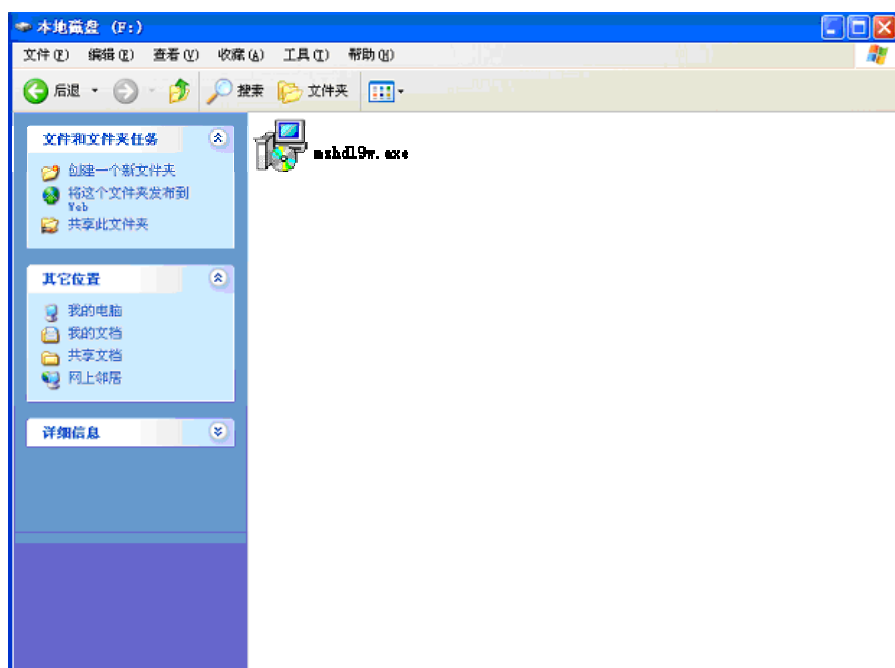 本地磁盘 (F:)
文件(F) 编辑(E) 查看(V) 收藏(A) 工具(T) 帮助(H)
后退 搜索 文件夹
文件和文件夹任务
创建一个新文件夹
将这个文件夹发布到
Web
共享此文件夹
其它位置
我的电脑
我的文档
共享文档
网上邻居
详细信息
mzhdl9w.exe